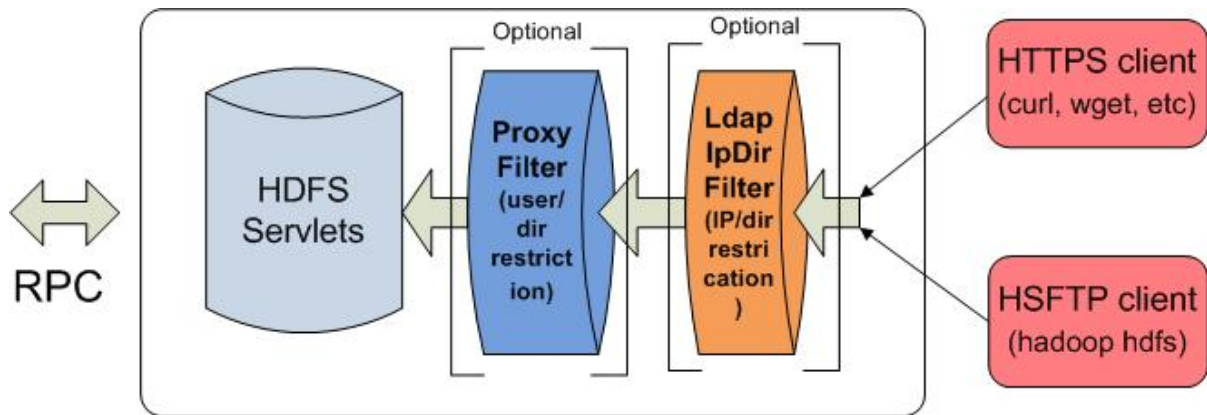 Optional
Optional
HTTPS client
(curl, wget, etc)
Proxy
Filter
(user/
dir
restrict
ion)
Ldap
IpDir
Filter
(IP/dir
restri
cation
)
HDFS
Servlets
RPC
HSFTP client
(hadoop hdfs)